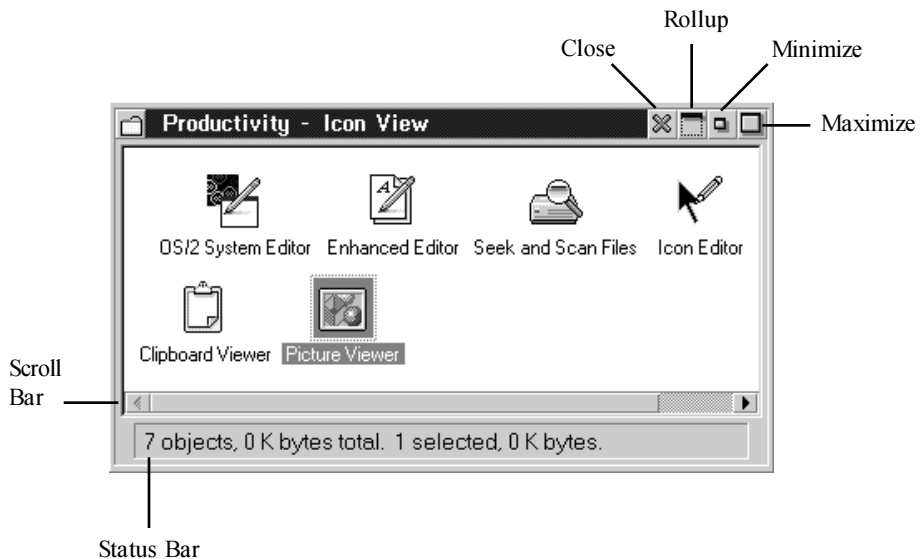 Rollup
Close
Minimize
Productivity - Icon View
Maximize
OS/2 System Editor
Enhanced Editor
Seek and Scan Files
Icon Editor
Clipboard Viewer
Picture Viewer
Scroll
Bar
7 objects, 0 K bytes total. 1 selected, 0 K bytes.
Status Bar